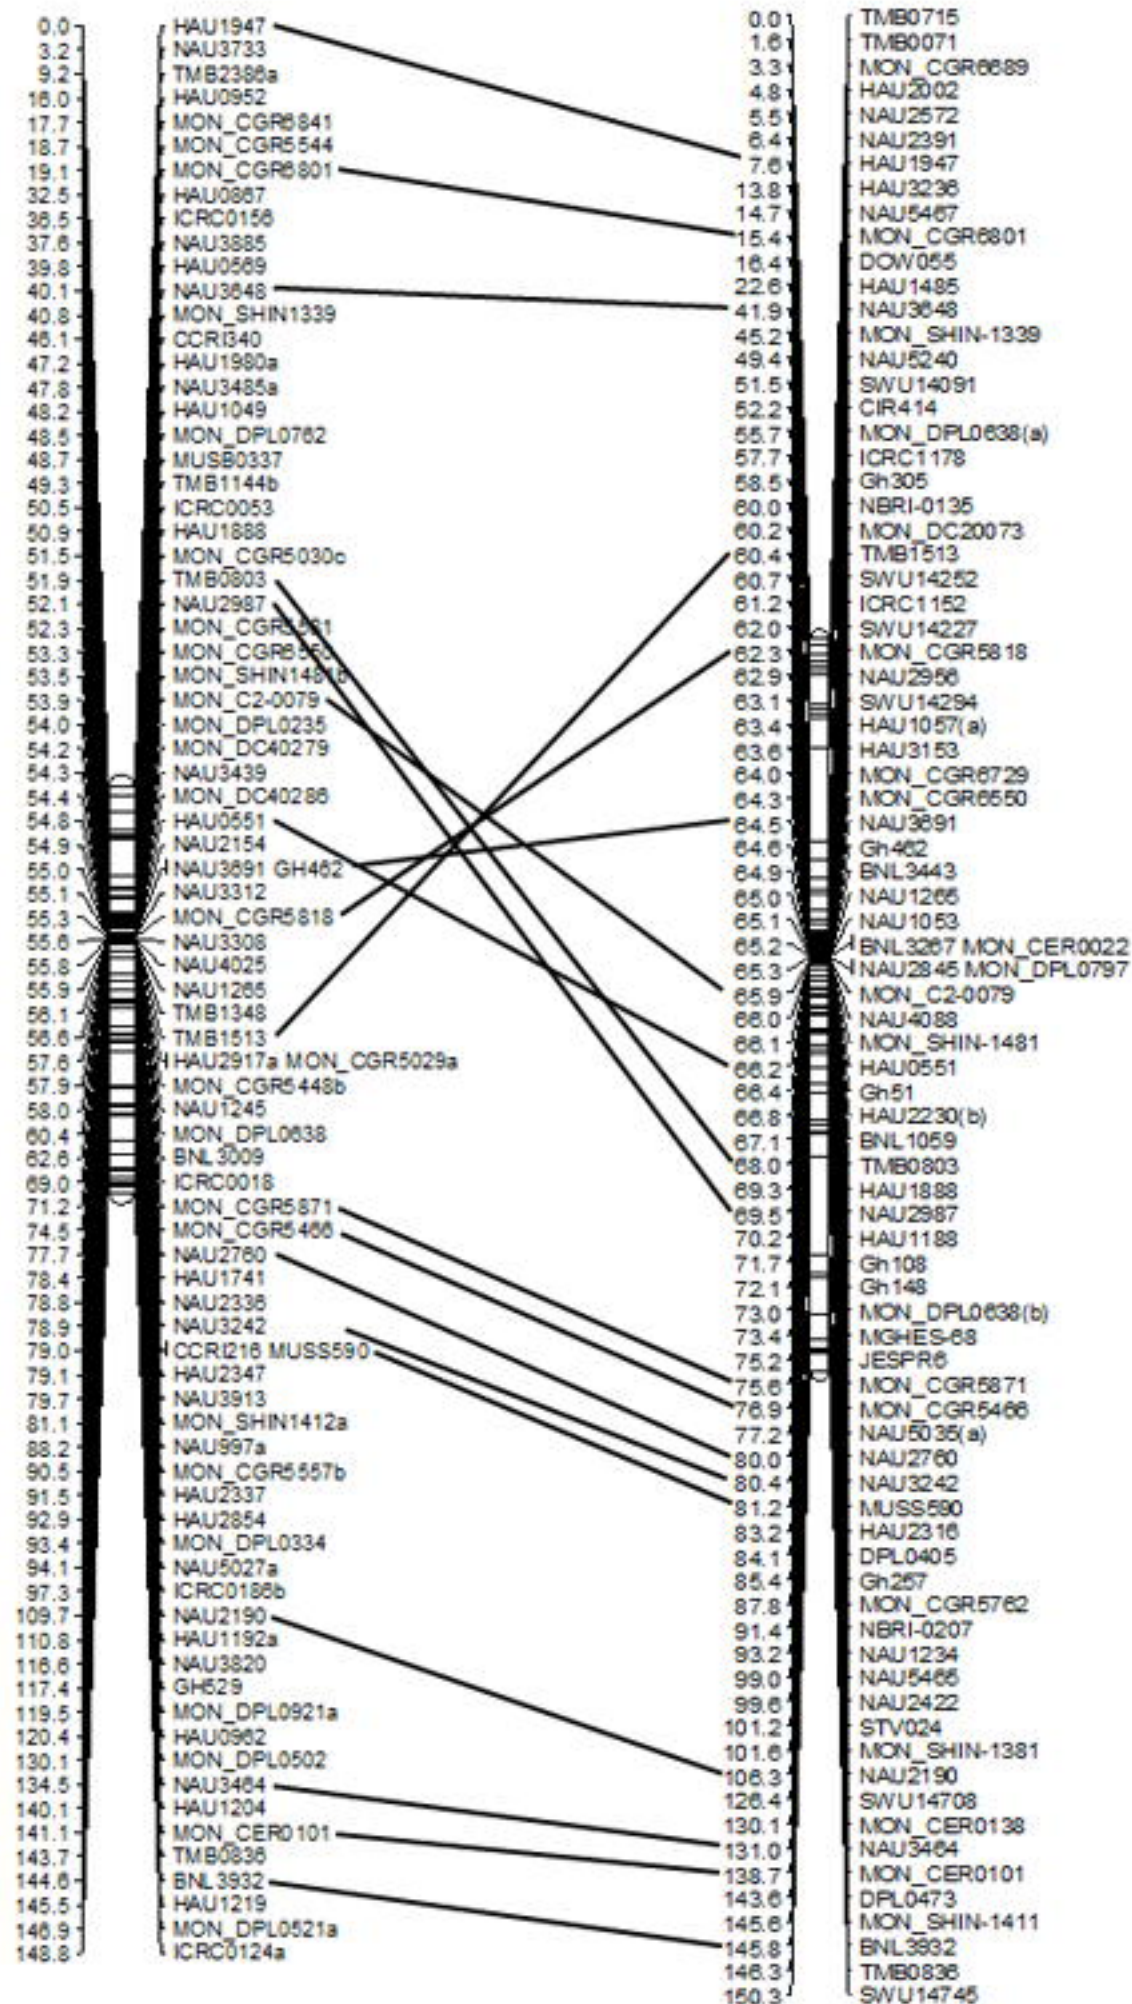 0.0 HAU1947
3.2 NAU3733
9.2 TMB2386a
16.0 HAU0952
17.7 MON_CGR6841
18.7 MON_CGR5544
19.1 MON_CGR6801
32.5 HAU0867
36.5 ICRC0156
37.6 NAU3885
39.8 HAU0569
40.1 NAU3648
40.8 MON_SHIN1339
46.1 CCRI340
47.2 HAU1980a
47.8 NAU3485a
48.2 HAU1049
48.5 MON_DPL0762
48.7 MUSB0337
49.3 TMB1144b
50.5 ICRC0053
50.9 HAU1888
51.5 MON_CGR5030c
51.9 TMB0803
52.1 NAU2987
52.3
53.3
53.5 MON_SHIN1481b
53.9 MON_C2-0079
54.0 MON_DPL0235
54.2 MON_DC40279
54.3 NAU3439
54.4 MON_DC40286
54.8 HAU0551
54.9 NAU2154
55.0 NAU3691 GH462
55.1 NAU3312
55.3 MON_CGR5818
55.6 NAU3308
55.8 NAU4025
55.9 NAU1265
56.1 TMB1348
56.6 TMB1513
57.6 HAU2917a MON_CGR5029a
57.9 MON_CGR5448b
58.0 NAU1245
60.4 MON_DPL0638
62.6 BNL3009
69.0 ICRC0018
71.2 MON_CGR5871
74.5 MON_CGR5466
77.7 NAU2760
78.4 HAU1741
78.8 NAU2336
78.9 NAU3242
79.0 CCRI216 MUSS590
79.1 HAU2347
79.7 NAU3913
81.1 MON_SHIN1412a
88.2 NAU997a
90.5 MON_CGR5557b
91.5 HAU2337
92.9 HAU2854
93.4 MON_DPL0334
94.1 NAU5027a
97.3 ICRC0186b
109.7 NAU2190
110.8 HAU1192a
116.6 NAU3820
117.4 GH529
119.5 MON_DPL0921a
120.4 HAU0962
130.1 MON_DPL0502
134.5 NAU3464
140.1 HAU1204
141.1 MON_CER0101
143.7 TMB0836
144.6 BNL3932
145.5 HAU1219
146.9 MON_DPL0521a
148.8 ICRC0124a
0.0 TMB0715
1.6 TMB0071
3.3 MON_CGR6689
4.8 HAU2002
5.5 NAU2572
6.4 NAU2391
7.6 HAU1947
13.8 HAU3236
14.7 NAU5467
15.4 MON_CGR6801
16.4 DOW055
22.6 HAU1485
41.9 NAU3648
45.2 MON_SHIN-1339
49.4 NAU5240
51.5 SWU14091
52.2 CIR414
55.7 MON_DPL0638(a)
57.7 ICRC1178
58.5 Gh305
60.0 NBRI-0135
60.2 MON_DC20073
60.4 TMB1513
60.7 SWU14252
61.2 ICRC1152
62.0 SWU14227
62.3 MON_CGR5818
62.9 NAU2956
63.1 SWU14294
63.4 HAU1057(a)
63.6 HAU3153
64.0 MON_CGR6729
64.3 MON_CGR6550
64.5 NAU3691
64.6 Gh462
64.9 BNL3443
65.0 NAU1265
65.1 NAU1053
65.2 BNL3267 MON_CER0022
65.3 NAU2845 MON_DPL0797
65.9 MON_C2-0079
66.0 NAU4088
66.1 MON_SHIN-1481
66.2 HAU0551
66.4 Gh51
66.8 HAU2230(b)
67.1 BNL1059
68.0 TMB0803
69.3 HAU1888
69.5 NAU2987
70.2 HAU1188
71.7 Gh108
72.1 Gh148
73.0 MON_DPL0638(b)
73.4 MGHES-68
75.2 JESPR6
75.6 MON_CGR5871
76.9 MON_CGR5466
77.2 NAU5035(a)
80.0 NAU2760
80.4 NAU3242
81.2 MUSS590
83.2 HAU2316
84.1 DPL0405
85.4 Gh257
87.8 MON_CGR5762
91.4 NBRI-0207
93.2 NAU1234
99.0 NAU5465
99.6 NAU2422
101.2 STV024
101.6 MON_SHIN-1381
106.3 NAU2190
126.4 SWU14708
130.1 MON_CER0138
131.0 NAU3464
138.7 MON_CER0101
143.6 DPL0473
145.6 MON_SHIN-1411
145.8 BNL3932
146.3 TMB0836
150.3 SWU14745